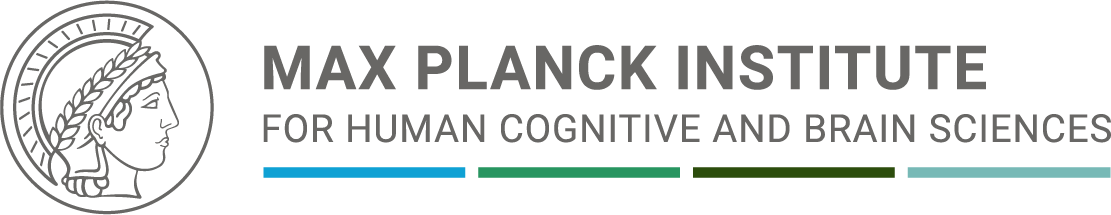 MAX PLANCK INSTITUTE
FOR HUMAN COGNITIVE AND BRAIN SCIENCES